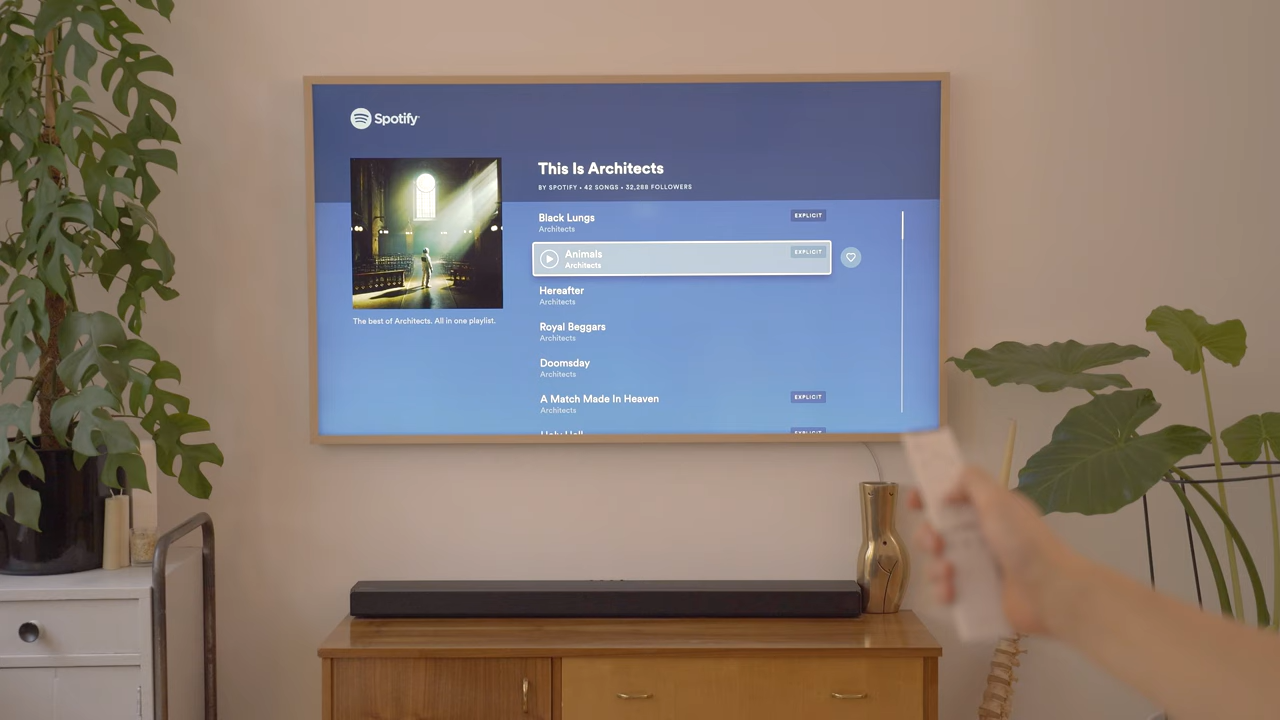 Spotify
This Is Architects
BY SPOTIFY • 42 SONGS • 32,288 FOLLOWERS
Black Lungs
EXPLICIT
Architects
Animals
EXPLICIT
Architects
Hereafter
Architects
The best of Architects. All in one playlist.
Royal Beggars
Architects
Doomsday
Architects
A Match Made In Heaven
EXPLICIT
Architects